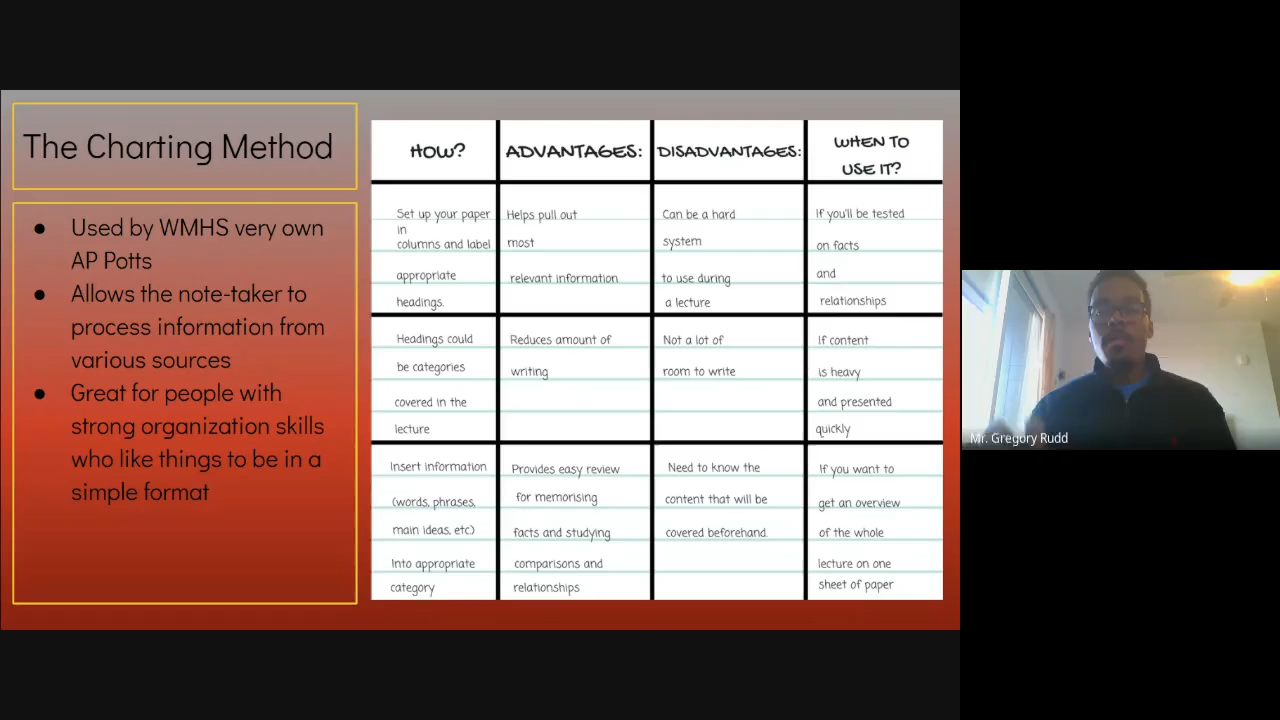 The Charting Method
● Used by WMHS very own
AP Potts
● Allows the note-taker to
process information from
various sources
● Great for people with
strong organization skills
who like things to be in a
simple format
HOW?
ADVANTAGES:
DISADVANTAGES:
WHEN TO
USE IT?
Set up your paper
in
columns and label
appropriate
headings.
Helps pull out
most
relevant information
Can be a hard
system
to use during
a lecture
If you'll be tested
on facts
and
relationships
Headings could
be categories
covered in the
lecture
Reduces amount of
writing
Not a lot of
room to write
If content
is heavy
and presented
quickly
Insert information
(words, phrases,
main ideas, etc)
Into appropriate
category
Provides easy review
for memorising
facts and studying
comparisons and
relationships
Need to know the
content that will be
covered beforehand.
If you want to
get an overview
of the whole
lecture on one
sheet of paper
Mr. Gregory Rudd